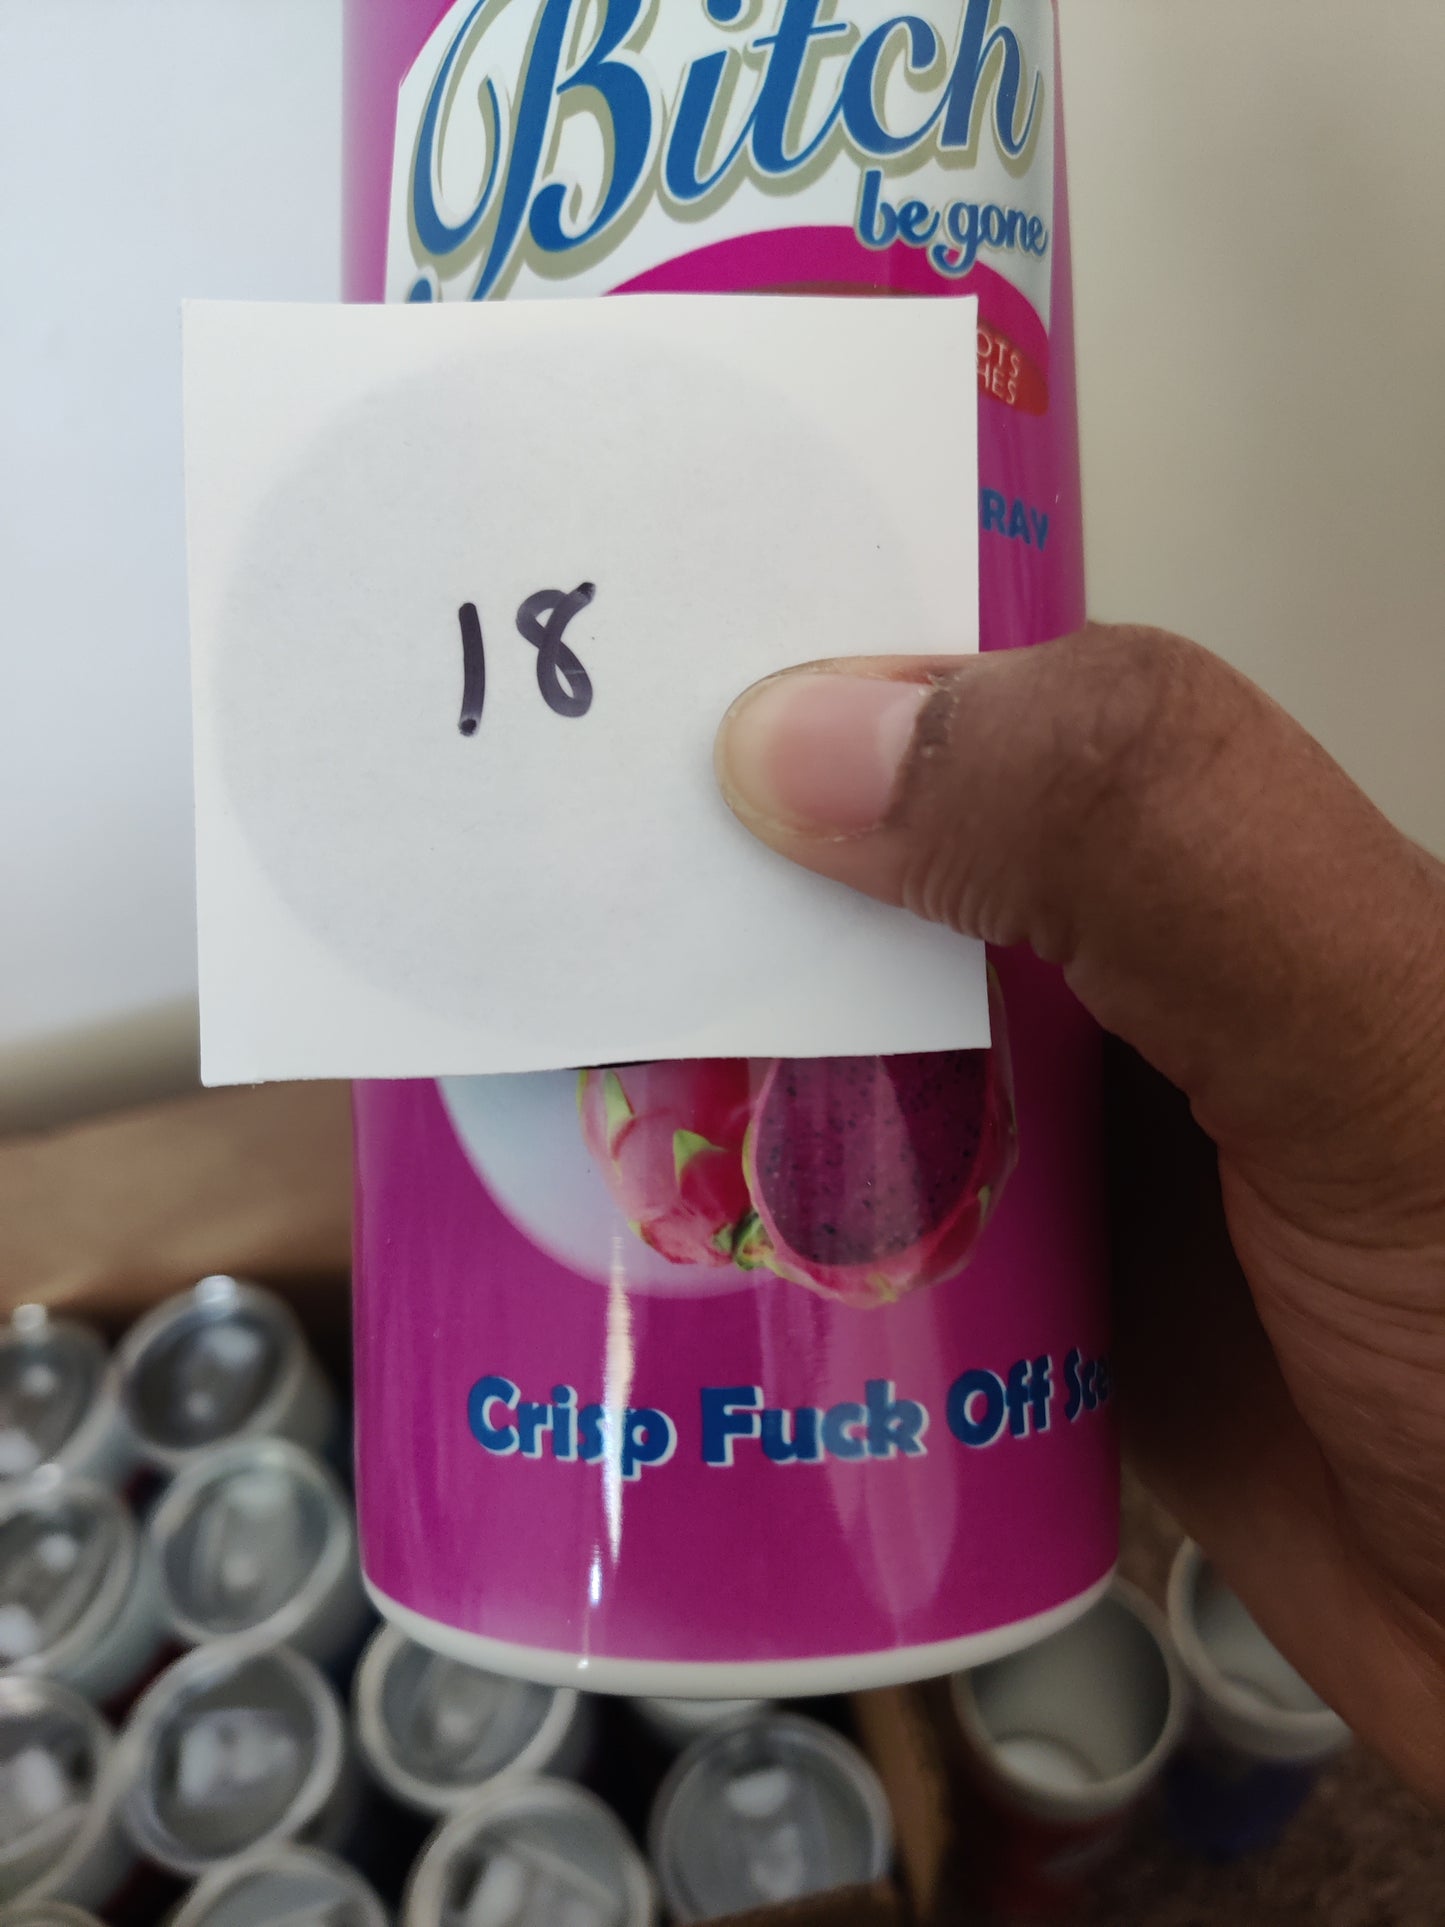 Bitch
be gone
18
Crisp Fuck Off